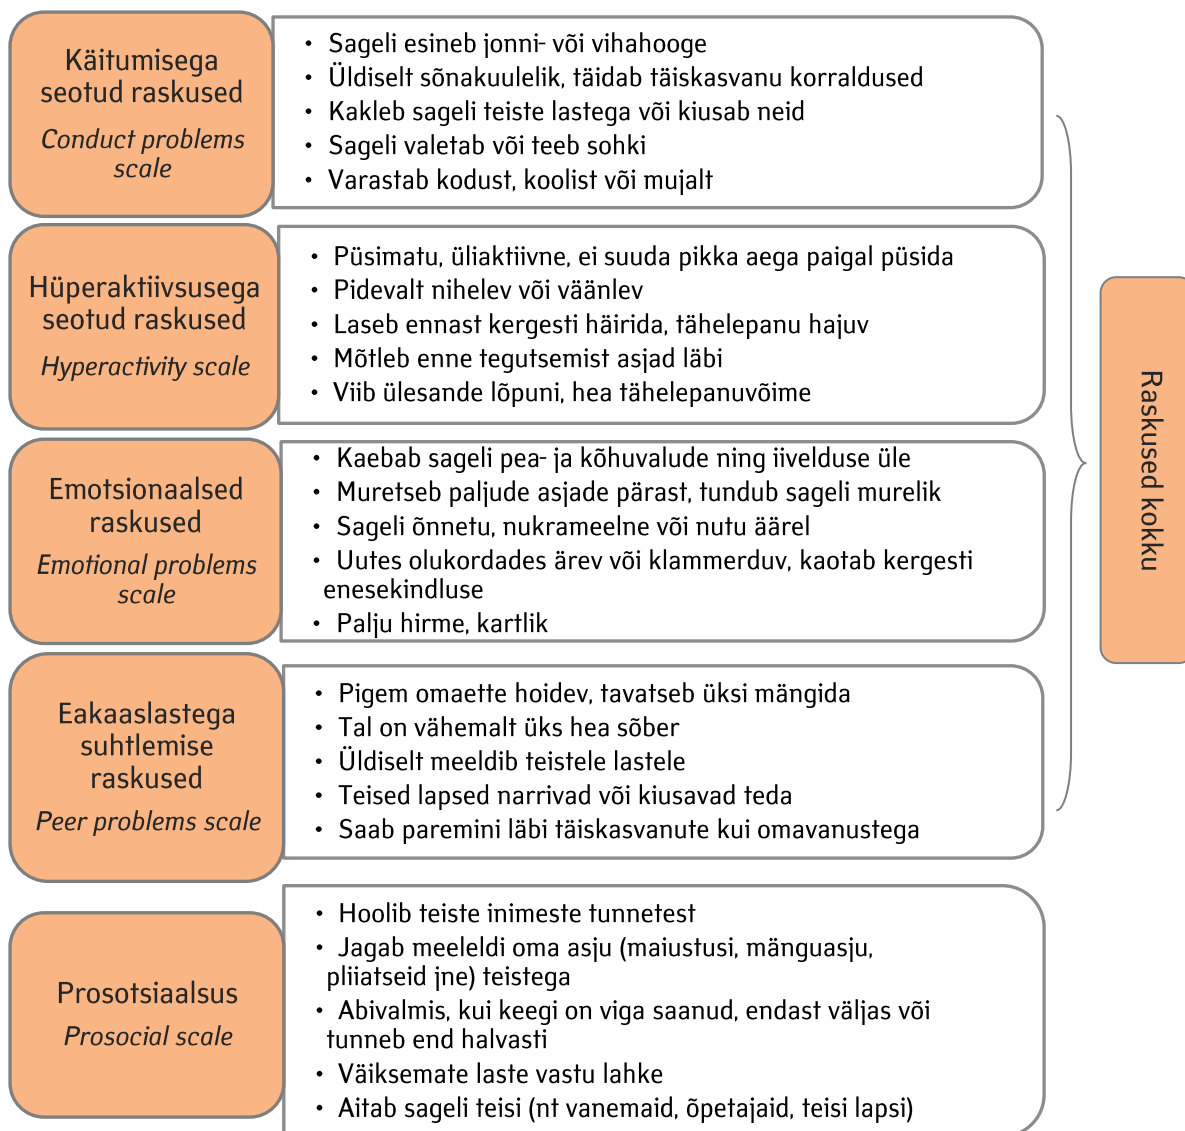 Käitumisega
seotud raskused
Conduct problems
scale
• Sageli esineb jonni- või vihahooge
• Üldiselt sõnakuulelik, täidab täiskasvanu korraldused
• Kakleb sageli teiste lastega või kiusab neid
• Sageli valetab või teeb sohki
• Varastab kodust, koolist või mujalt
Hüperaktiivsusega
seotud raskused
Hyperactivity scale
• Püsimatu, üliaktiivne, ei suuda pikka aega paigal püsida
• Pidevalt nihelev või väänlev
• Laseb ennast kergesti häirida, tähelepanu hajuv
• Mõtleb enne tegutsemist asjad läbi
• Viib ülesande lõpuni, hea tähelepanuvõime
Emotsionaalsed
raskused
Emotional problems
scale
• Kaebab sageli pea- ja kõhuvalude ning iivelduse üle
• Muretseb paljude asjade pärast, tundub sageli murelik
• Sageli õnnetu, nukrameelne või nutu äärel
• Uutes olukordades ärev või klammerduv, kaotab kergesti
enesekindluse
• Palju hirme, kartlik
Eakaaslastega
suhtlemise
raskused
Peer problems scale
• Pigem omaette hoidev, tavatseb üksi mängida
• Tal on vähemalt üks hea sõber
• Üldiselt meeldib teistele lastele
• Teised lapsed narrivad või kiusavad teda
• Saab paremini läbi täiskasvanute kui omavanustega
Raskused kokku
Prosotsiaalsus
Prosocial scale
• Hoolib teiste inimeste tunnetest
• Jagab meeleldi oma asju (maiustusi, mänguasju,
pliiatseid jne) teistega
• Abivalmis, kui keegi on viga saanud, endast väljas või
tunneb end halvasti
• Väiksemate laste vastu lahke
• Aitab sageli teisi (nt vanemaid, õpetajaid, teisi lapsi)